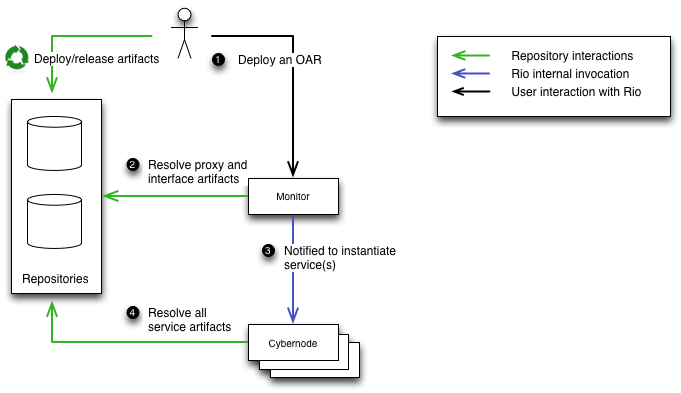 Deploy/release artifacts
1 Deploy an OAR
Repository interactions
Rio internal invocation
User interaction with Rio
2 Resolve proxy and
interface artifacts
Monitor
3 Notified to instantiate
service(s)
Repositories
4 Resolve all
service artifacts
Cybernode